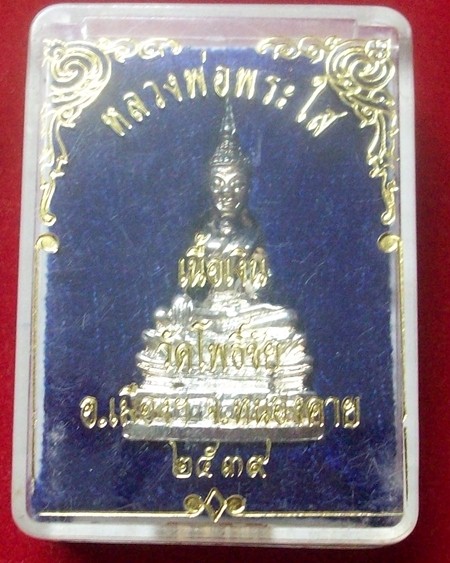 หลวงพ่อพระใส
เนื้อเงิน
วัดโพธิ์ชัย
อ.เมือง จ.หนองคาย
๒๕๓๙